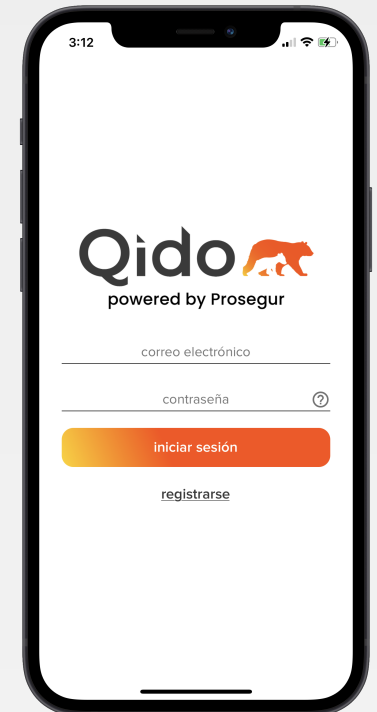 3:12
Qido
powered by Prosegur
correo electrónico
contraseña ?
iniciar sesión
registrarse